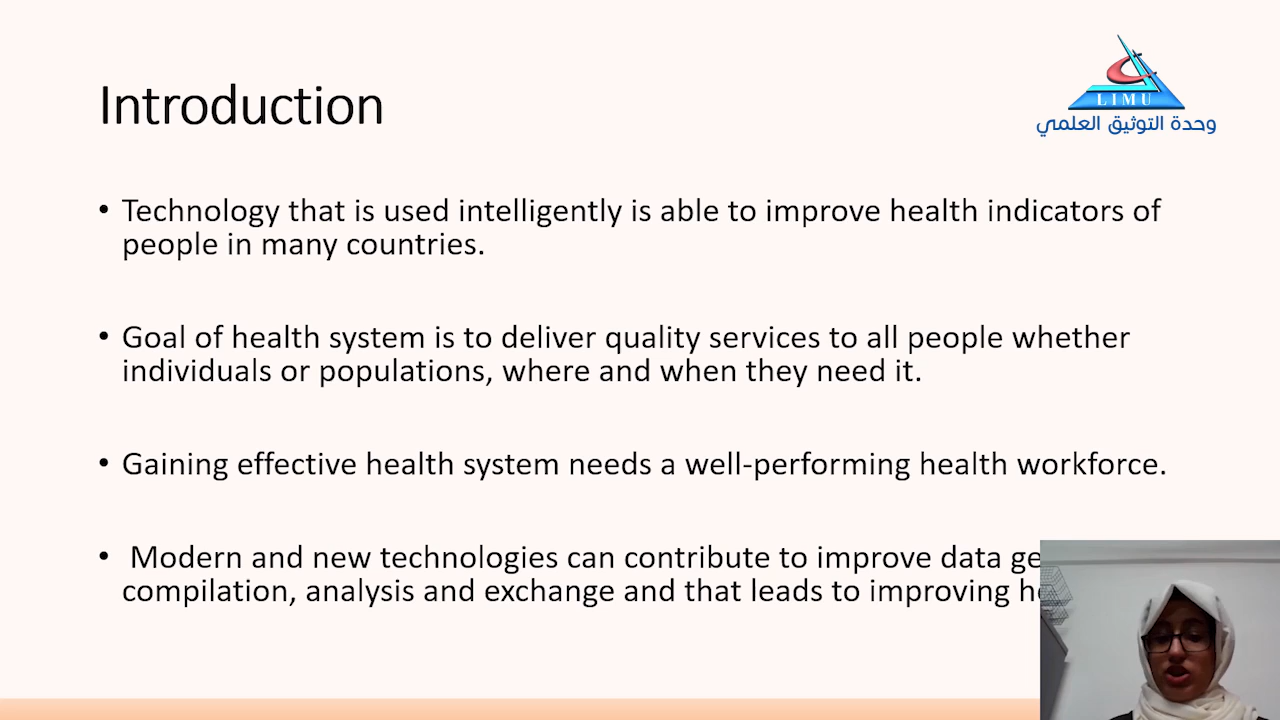 Introduction
LIMU
وحدة التوثيق العلمي
• Technology that is used intelligently is able to improve health indicators of
people in many countries.
• Goal of health system is to deliver quality services to all people whether
individuals or populations, where and when they need it.
• Gaining effective health system needs a well-performing health workforce.
• Modern and new technologies can contribute to improve data
compilation, analysis and exchange and that leads to improving